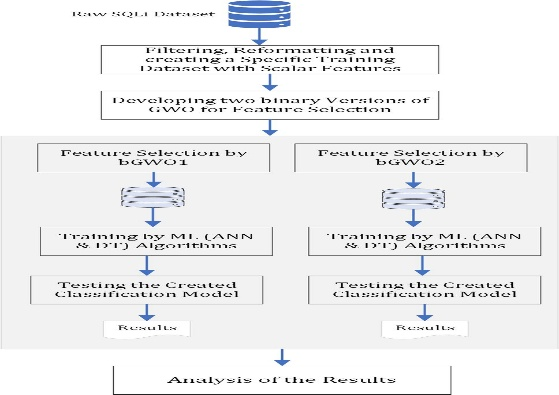 Raw SQLI Dataset
Filtering, Reformatting and
creating a Specific Training
Dataset with Scalar Features
Developing two binary Versions of
GWO for Feature Selection
Feature Selection by
bGWO1
Feature Selection by
bGWO2
Training by ML (ANN
& DT) Algorithms
Training by ML (ANN
& DT) Algorithms
Testing the Created
Classification Model
Testing the Created
Classification Model
Results
Results
Analysis of the Results